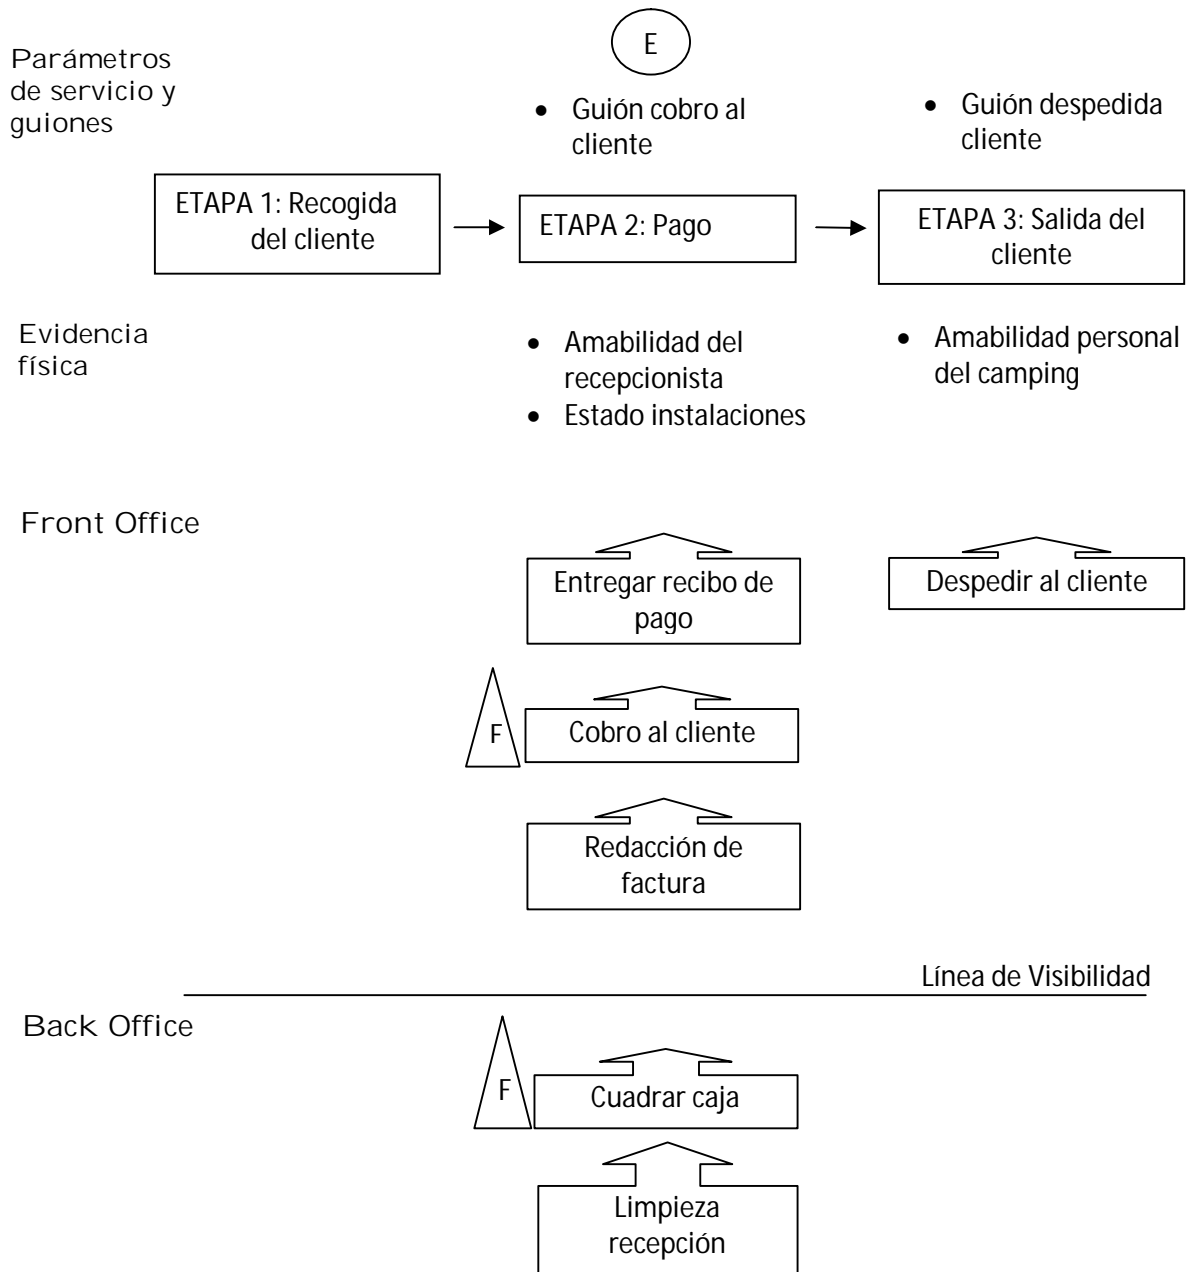 E
Parámetros
de servicio y
guiones
• Guión cobro al
cliente
• Guión despedida
cliente
ETAPA 1: Recogida
del cliente
ETAPA 2: Pago
ETAPA 3: Salida del
cliente
Evidencia
física
• Amabilidad del
recepcionista
• Estado instalaciones
• Amabilidad personal
del camping
Front Office
Entregar recibo de
pago
Despedir al cliente
F
Cobro al cliente
Redacción de
factura
Línea de Visibilidad
Back Office
F
Cuadrar caja
Limpieza
recepción